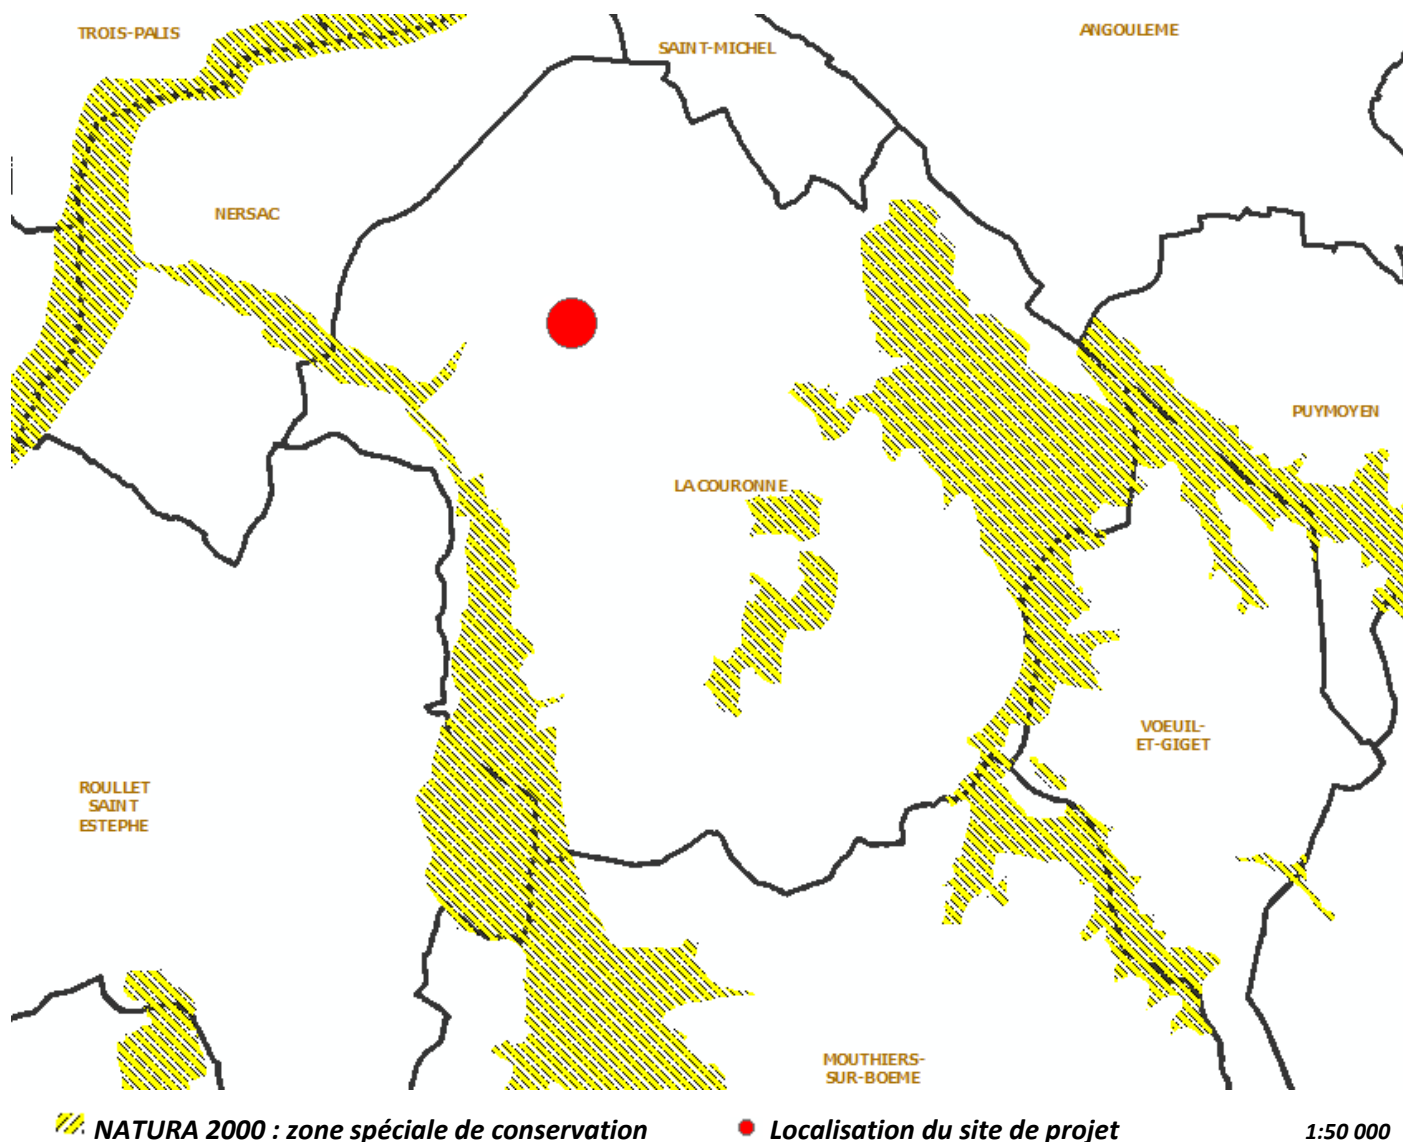 TROIS-PALIS
SAINT-MICHEL
ANGOULEME
NERSAC
PUYMOYEN
LA COURONNE
VOEUIL-
ET-GIGET
ROULLET
SAINT
ESTEPHE
MOUTHIERS-
SUR-BOEME
NATURA 2000 : zone spéciale de conservation
Localisation du site de projet
1:50 000